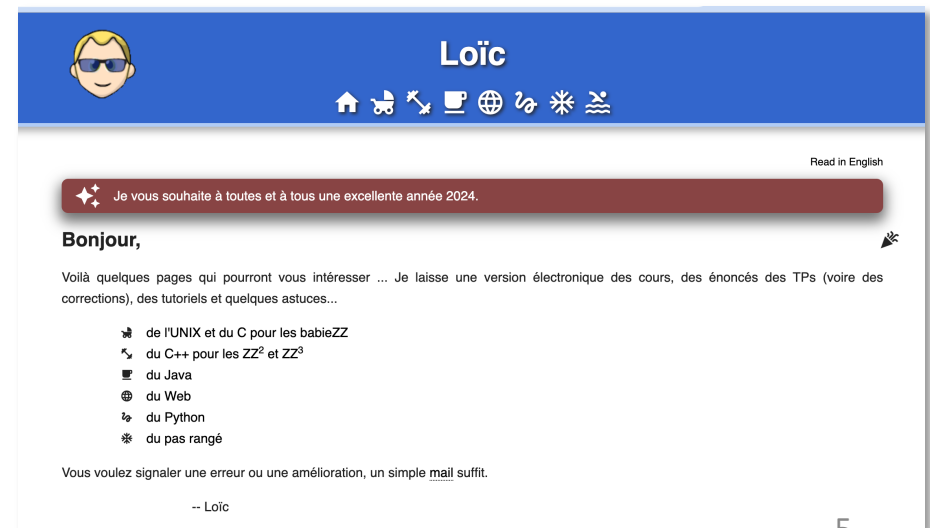 Loïc
Read in English
Je vous souhaite à toutes et à tous une excellente année 2024.
Bonjour,
Voilà quelques pages qui pourront vous intéresser ... Je laisse une version électronique des cours, des énoncés des TPs (voire des
corrections), des tutoriels et quelques astuces...
de l'UNIX et du C pour les babieZZ
du C++ pour les ZZ² et ZZ³
du Java
du Web
du Python
du pas rangé
Vous voulez signaler une erreur ou une amélioration, un simple mail suffit.
-- Loïc